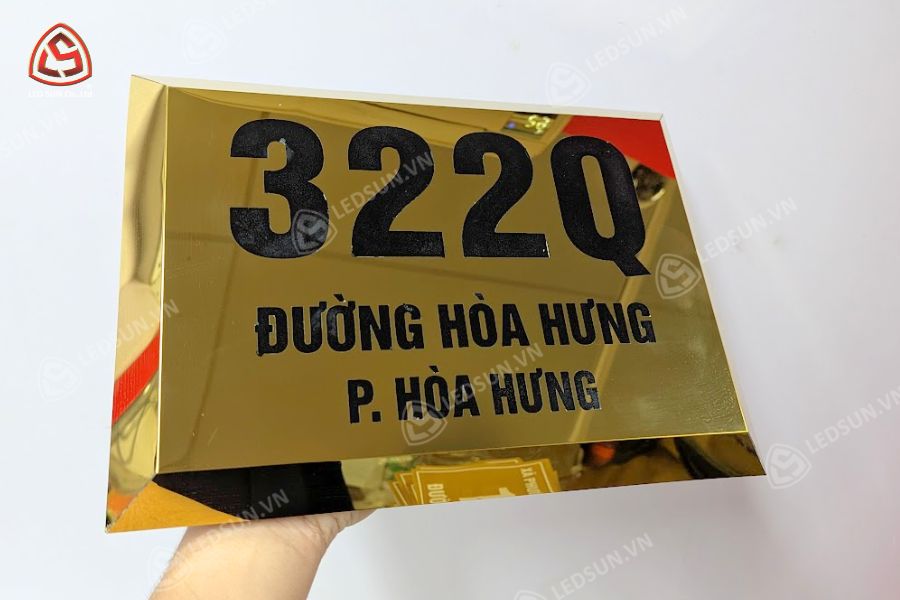 LEDSUN.VN
322Q
ĐƯỜNG HÒA HƯNG
P. HÒA HƯNG